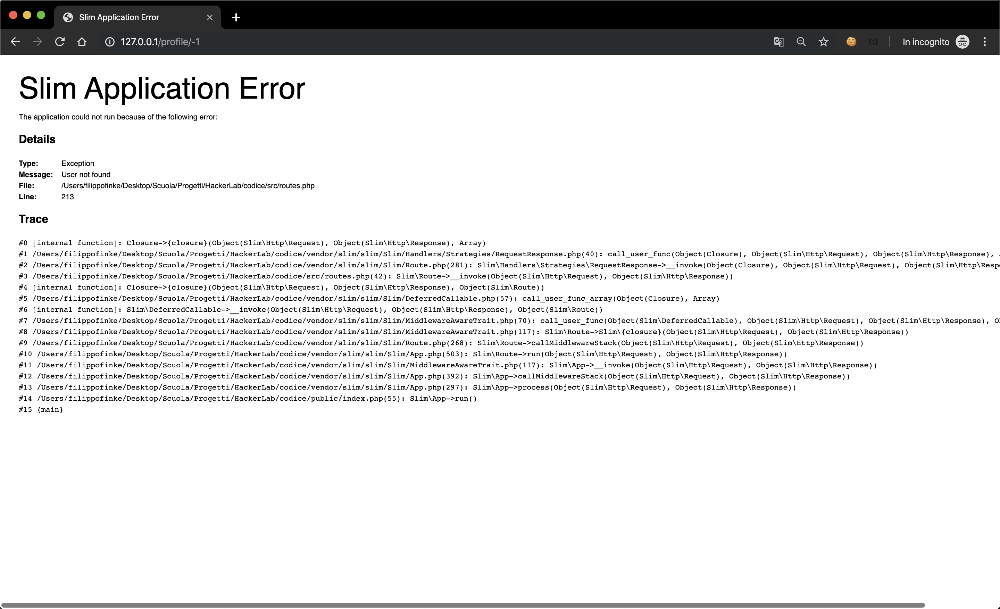 Slim Application Error
127.0.0.1/profile/-1
In incognito
Slim Application Error
The application could not run because of the following error:
Details
Type: Exception
Message: User not found
File: /Users/filippofinke/Desktop/Scuola/Progetti/HackerLab/codice/src/routes.php
Line: 213
Trace
#0 [internal function]: Closure->{closure}(Object(Slim\Http\Request), Object(Slim\Http\Response), Array)
#1 /Users/filippofinke/Desktop/Scuola/Progetti/HackerLab/codice/vendor/slim/slim/Slim/Handlers/Strategies/RequestResponse.php(40): call_user_func(Object(Closure), Object(Slim\Http\Request), Object(Slim\Http\Response),
#2 /Users/filippofinke/Desktop/Scuola/Progetti/HackerLab/codice/vendor/slim/slim/Slim/Route.php(281): Slim\Handlers\Strategies\RequestResponse->__invoke(Object(Closure), Object(Slim\Http\Request), Object(Slim\Http\Resp
#3 /Users/filippofinke/Desktop/Scuola/Progetti/HackerLab/codice/src/routes.php(42): Slim\Route->__invoke(Object(Slim\Http\Request), Object(Slim\Http\Response))
#4 [internal function]: Closure->{closure}(Object(Slim\Http\Request), Object(Slim\Http\Response), Object(Slim\Route))
#5 /Users/filippofinke/Desktop/Scuola/Progetti/HackerLab/codice/vendor/slim/slim/Slim/DeferredCallable.php(57): call_user_func_array(Object(Closure), Array)
#6 [internal function]: Slim\DeferredCallable->__invoke(Object(Slim\Http\Request), Object(Slim\Http\Response), Object(Slim\Route))
#7 /Users/filippofinke/Desktop/Scuola/Progetti/HackerLab/codice/vendor/slim/slim/Slim/MiddlewareAwareTrait.php(70): call_user_func(Object(Slim\DeferredCallable), Object(Slim\Http\Request), Object(Slim\Http\Response),
#8 /Users/filippofinke/Desktop/Scuola/Progetti/HackerLab/codice/vendor/slim/slim/Slim/MiddlewareAwareTrait.php(117): Slim\Route->Slim\{closure}(Object(Slim\Http\Request), Object(Slim\Http\Response))
#9 /Users/filippofinke/Desktop/Scuola/Progetti/HackerLab/codice/vendor/slim/slim/Slim/Route.php(268): Slim\Route->callMiddlewareStack(Object(Slim\Http\Request), Object(Slim\Http\Response))
#10 /Users/filippofinke/Desktop/Scuola/Progetti/HackerLab/codice/vendor/slim/slim/Slim/App.php(503): Slim\Route->run(Object(Slim\Http\Request), Object(Slim\Http\Response))
#11 /Users/filippofinke/Desktop/Scuola/Progetti/HackerLab/codice/vendor/slim/slim/Slim/MiddlewareAwareTrait.php(117): Slim\App->__invoke(Object(Slim\Http\Request), Object(Slim\Http\Response))
#12 /Users/filippofinke/Desktop/Scuola/Progetti/HackerLab/codice/vendor/slim/slim/Slim/App.php(392): Slim\App->callMiddlewareStack(Object(Slim\Http\Request), Object(Slim\Http\Response))
#13 /Users/filippofinke/Desktop/Scuola/Progetti/HackerLab/codice/vendor/slim/slim/Slim/App.php(297): Slim\App->process(Object(Slim\Http\Request), Object(Slim\Http\Response))
#14 /Users/filippofinke/Desktop/Scuola/Progetti/HackerLab/codice/public/index.php(55): Slim\App->run()
#15 {main}